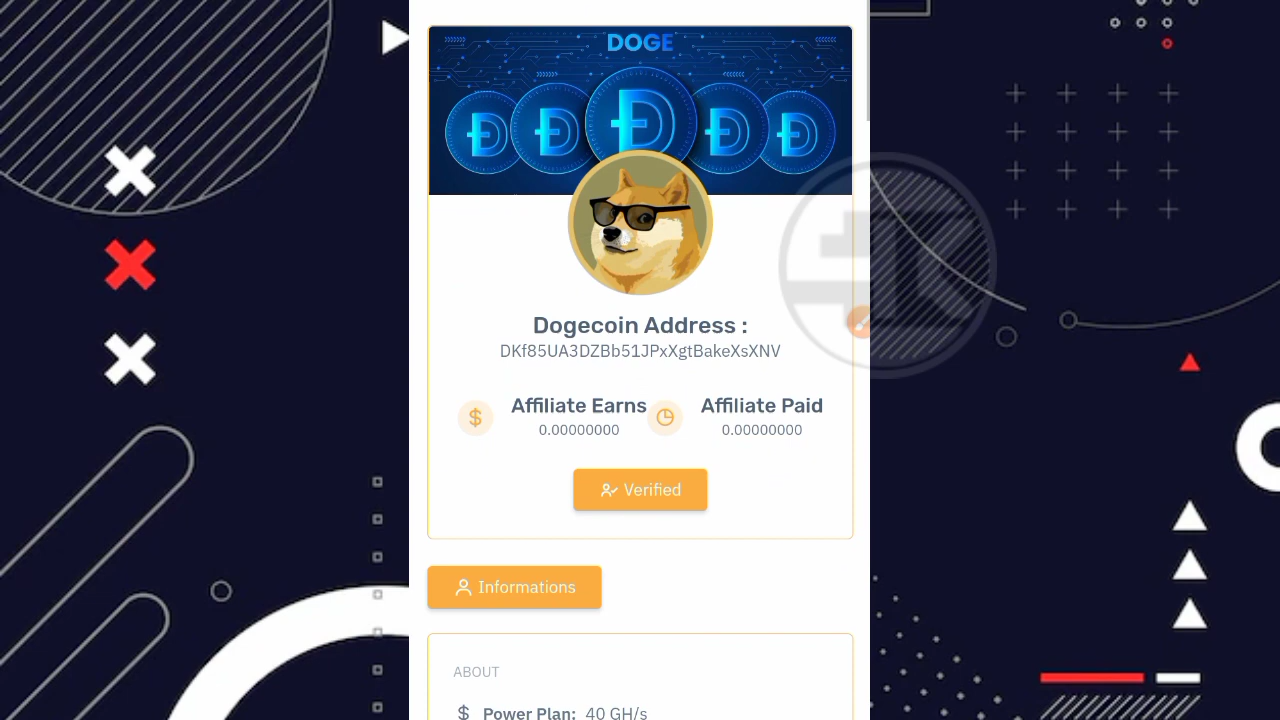 DOGE
Dogecoin Address :
DKf85UA3DZBb51JPxXgtBakeXsXNV
Affiliate Earns
0.00000000
Affiliate Paid
0.00000000
Verified
Informations
ABOUT
Power Plan: 40 GH/s